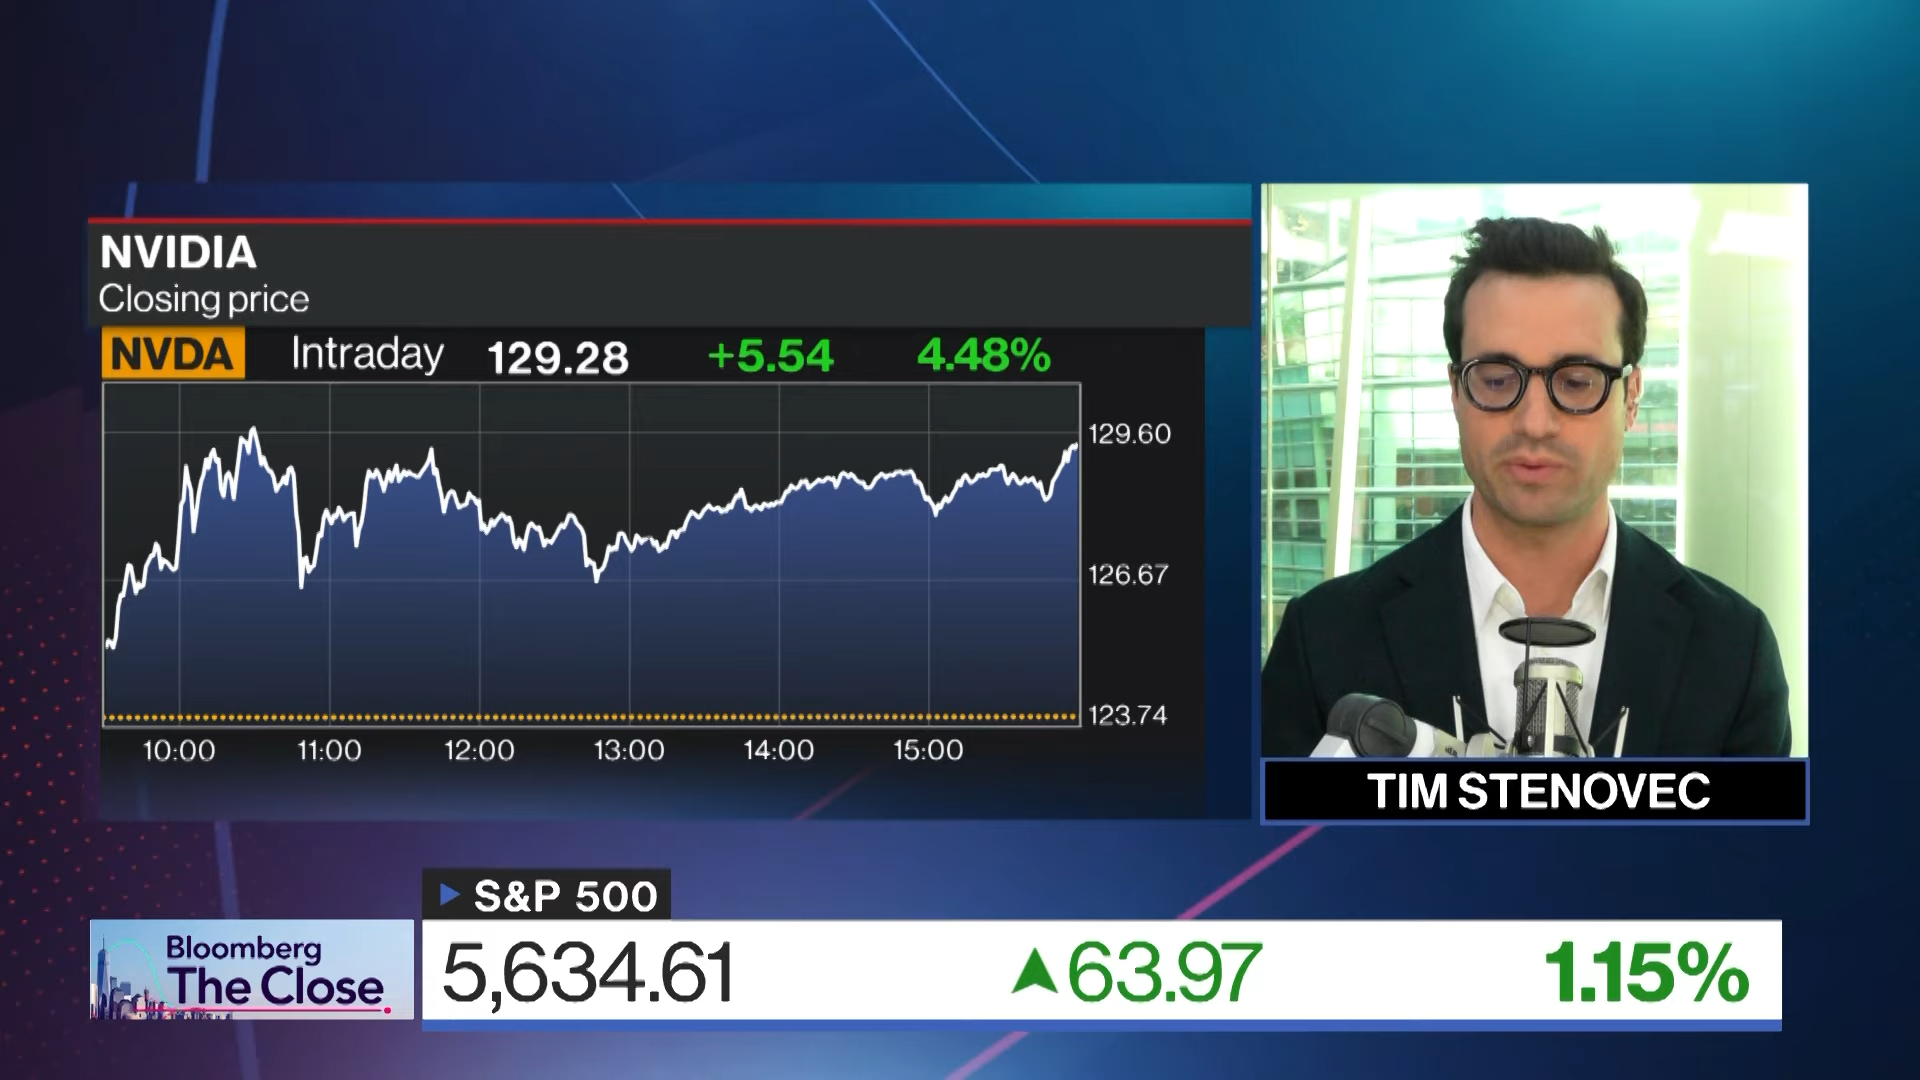 NVIDIA
Closing price
NVDA Intraday 129.28 +5.54 4.48%
129.60
126.67
123.74
10:00 11:00 12:00 13:00 14:00 15:00
TIM STENOVEC
S&P 500
Bloomberg
The Close
5,634.61 63.97 1.15%